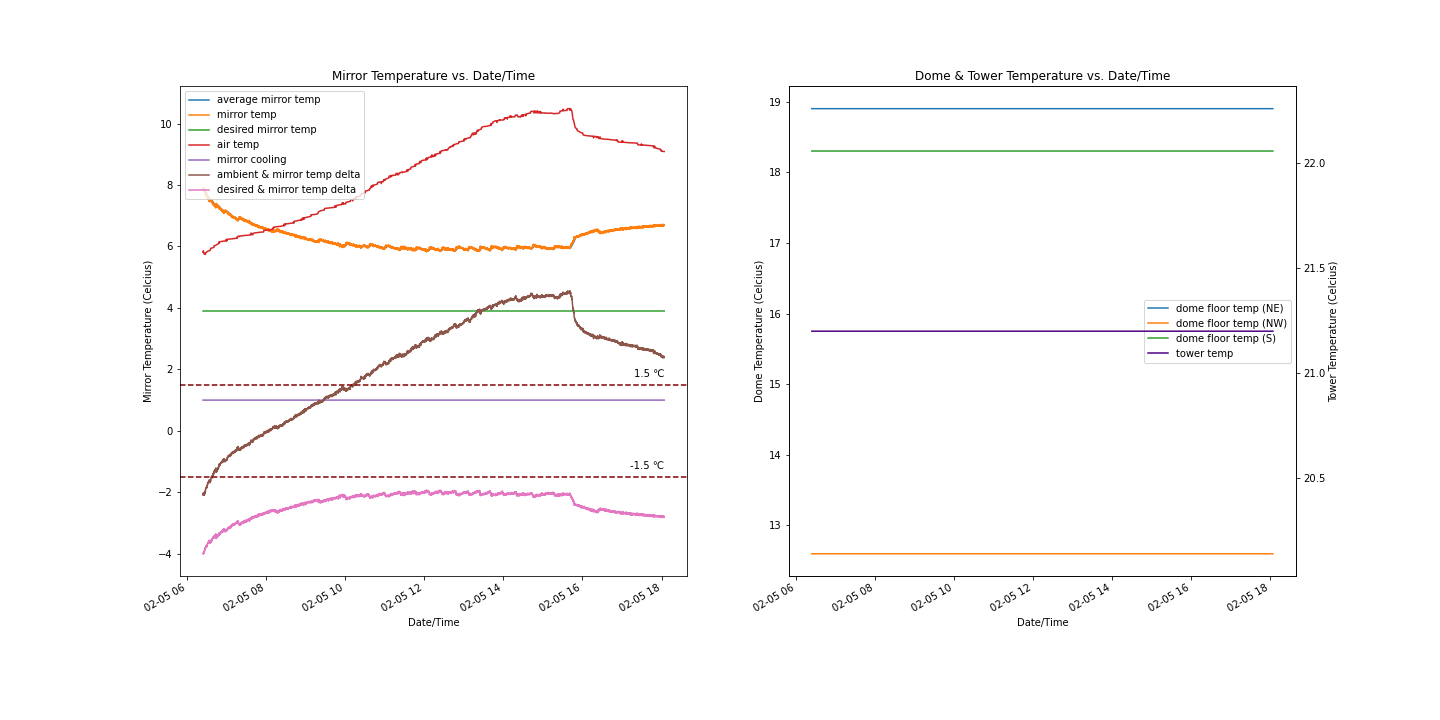 Mirror Temperature vs. Date/Time
average mirror temp
mirror temp
desired mirror temp
air temp
mirror cooling
ambient & mirror temp delta
desired & mirror temp delta
10
8
6
4
2
0
−2
−4
Mirror Temperature (Celcius)
1.5 °C
-1.5 °C
02-05 06
02-05 08
02-05 10
02-05 12
02-05 14
02-05 16
02-05 18
Date/Time
Dome & Tower Temperature vs. Date/Time
19
18
17
16
15
14
13
Dome Temperature (Celcius)
dome floor temp (NE)
dome floor temp (NW)
dome floor temp (S)
tower temp
22.0
21.5
21.0
20.5
Tower Temperature (Celcius)
02-05 06
02-05 08
02-05 10
02-05 12
02-05 14
02-05 16
02-05 18
Date/Time